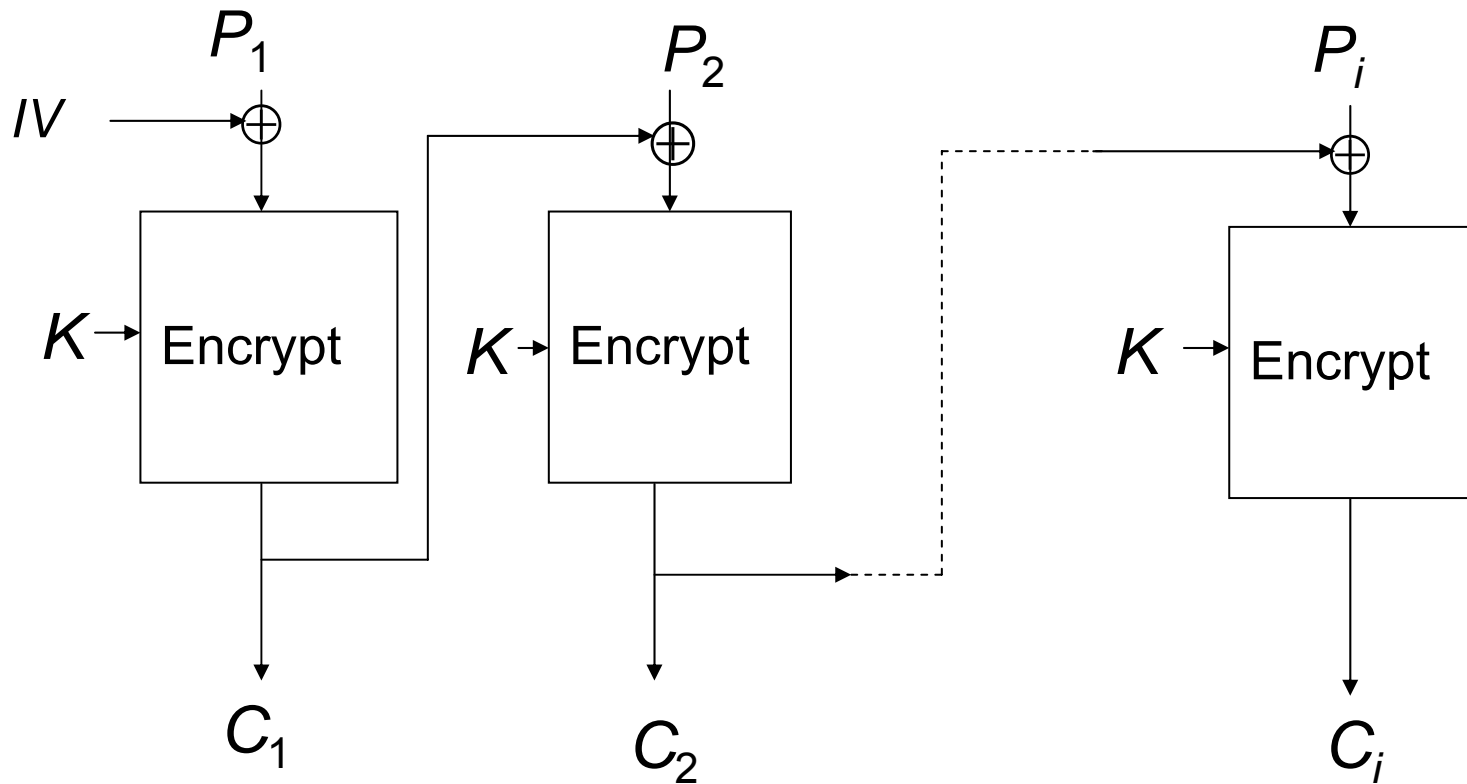 P₁ P₂ Pᵢ
IV
K Encrypt K Encrypt K Encrypt
C₁ C₂ Cᵢ